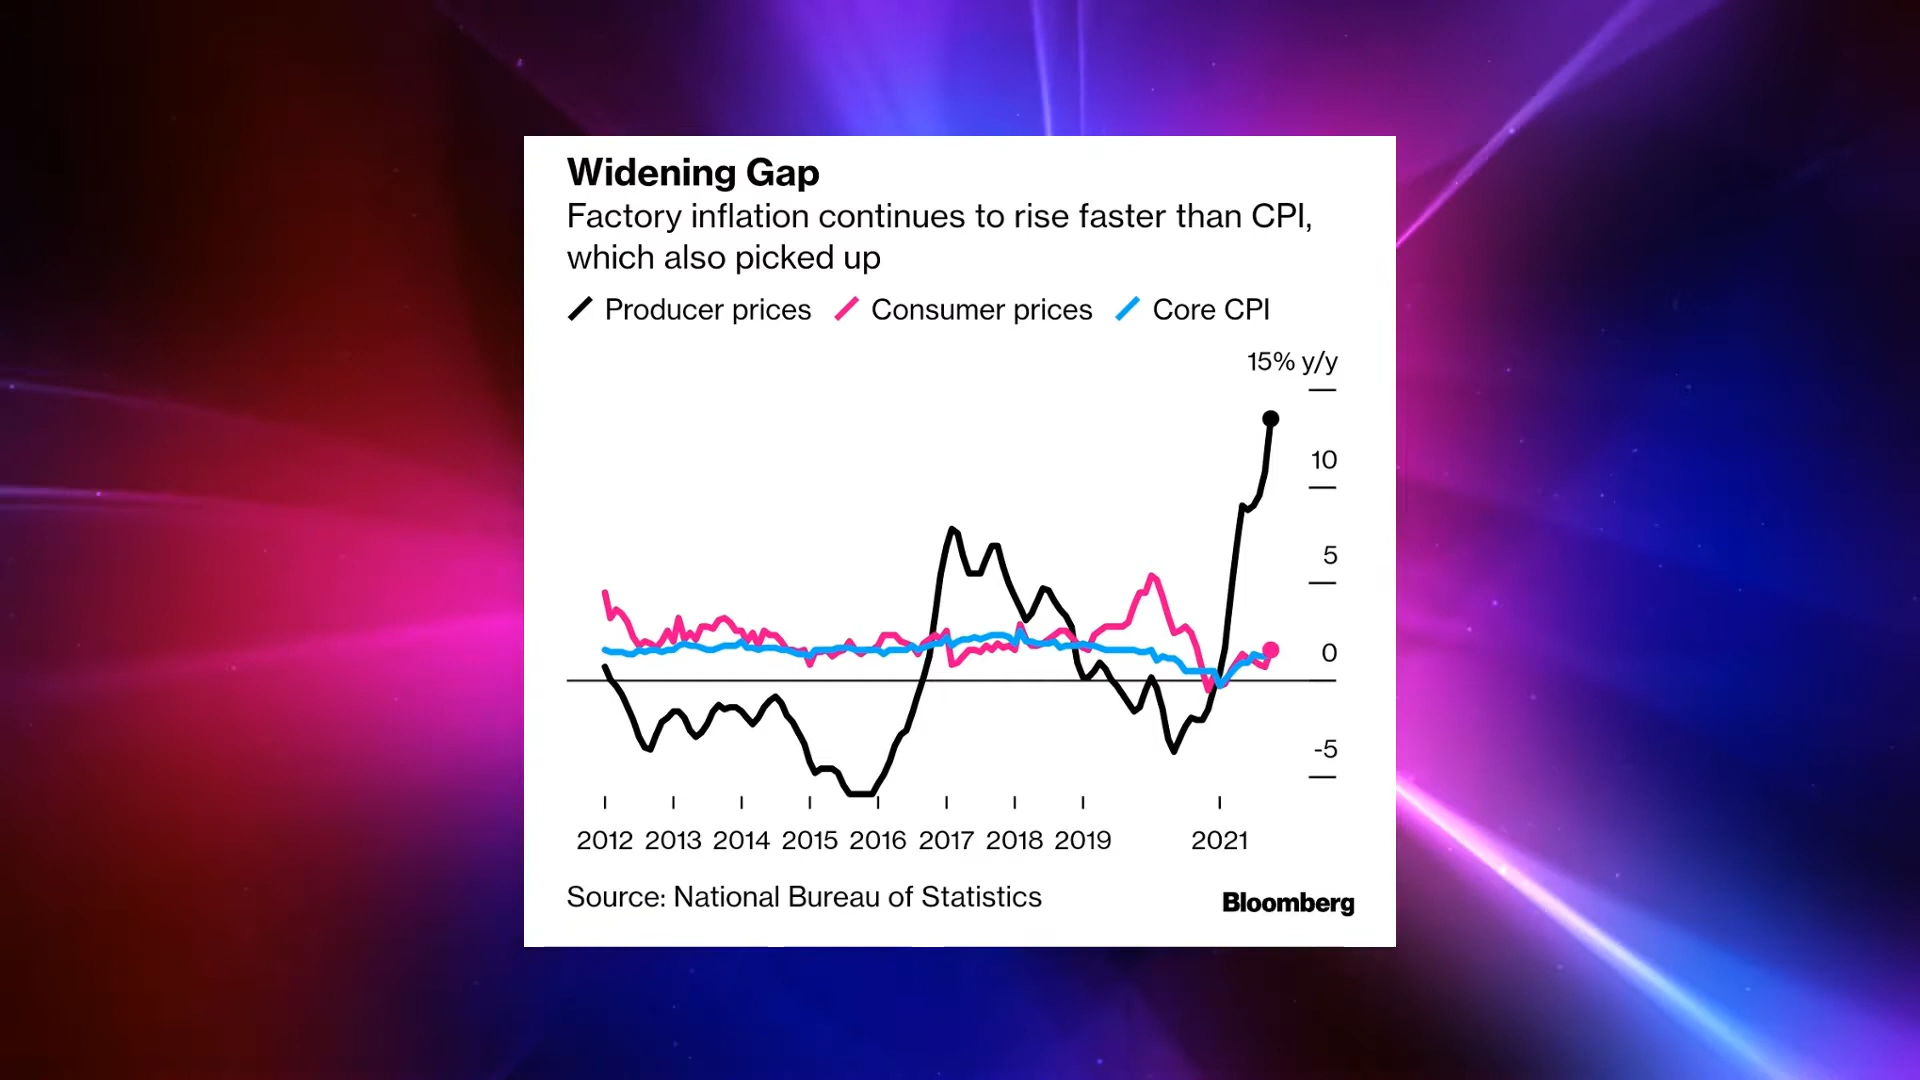 Widening Gap
Factory inflation continues to rise faster than CPI,
which also picked up
Producer prices Consumer prices Core CPI
15% y/y
10
5
0
-5
2012 2013 2014 2015 2016 2017 2018 2019 2021
Source: National Bureau of Statistics
Bloomberg